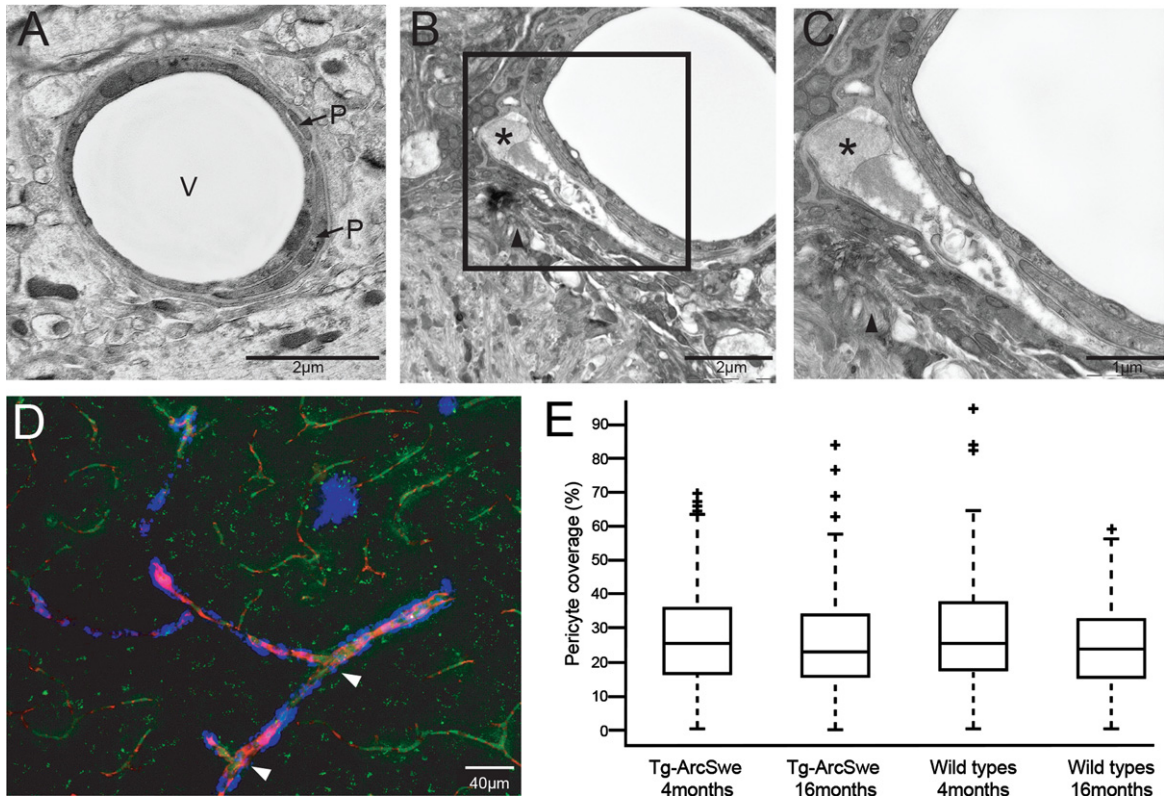 A
V
P
P
2µm
B
*
2µm
C
*
1µm
D
40µm
E
Pericyte coverage (%)
90
80
70
60
50
40
30
20
10
0
Tg-ArcSwe
4months
Tg-ArcSwe
16months
Wild types
4months
Wild types
16months